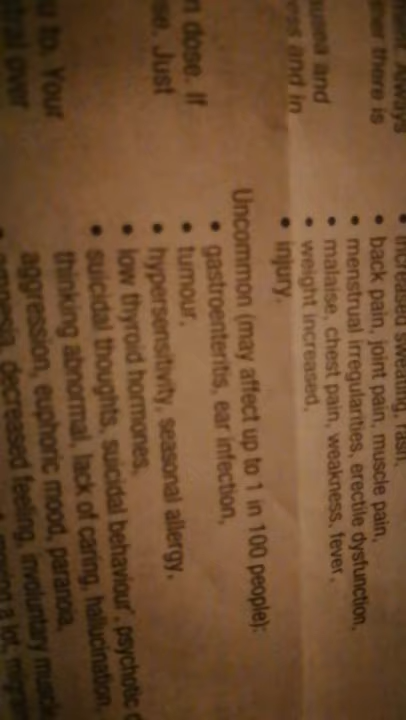 Always
there is
and
and in
n dose. If
Just
u to. Your
over
increased sweating, rash,
back pain, joint pain, muscle pain,
menstrual irregularities, erectile dysfunction,
malaise, chest pain, weakness, fever,
weight increased,
injury.
Uncommon (may affect up to 1 in 100 people):
gastroenteritis, ear infection,
tumour,
hypersensitivity, seasonal allergy,
low thyroid hormones,
suicidal thoughts, suicidal behaviour, psychotic d
thinking abnormal, lack of caring, hallucination,
aggression, euphoric mood, paranoia,
amnesia, decreased feeling, involuntary muscle
a lot,